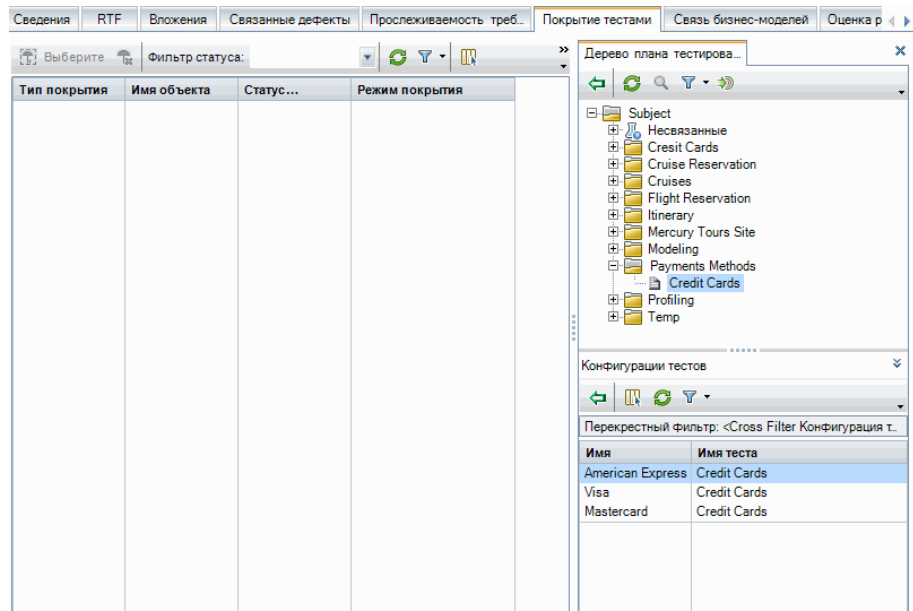 Сведения RTF Вложения Связанные дефекты Прослеживаемость треб... Покрытие тестами Связь бизнес-моделей Оценка р
Выберите Фильтр статуса:
Тип покрытия Имя объекта Статус... Режим покрытия
Дерево плана тестирова...
Subject
Несвязанные
Cresit Cards
Cruise Reservation
Cruises
Flight Reservation
Itinerary
Mercury Tours Site
Modeling
Payments Methods
Credit Cards
Profiling
Temp
Конфигурации тестов
Перекрестный фильтр: <Cross Filter Конфигурация т...
Имя Имя теста
American Express Credit Cards
Visa Credit Cards
Mastercard Credit Cards